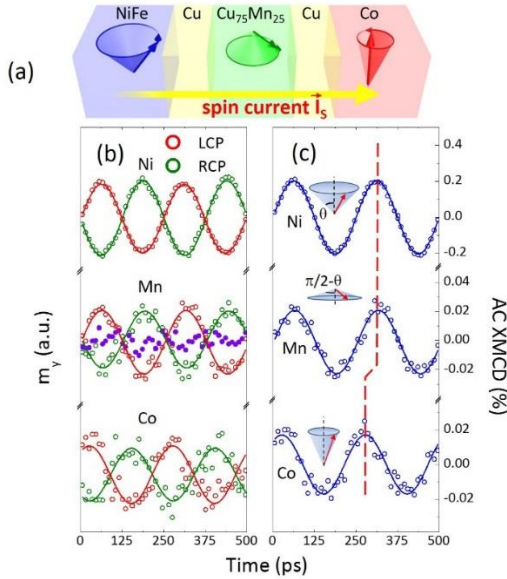 NiFe Cu Cu75Mn25 Cu Co
(a)
spin current I⃗s
(b) LCP (c)
RCP
Ni
Ni
θ
0.4
0.2
0.0
-0.2
Mn
π/2-θ
Mn
0.04
0.02
0.00
-0.02
Co
Co
0.02
0.00
-0.02
my (a.u.)
AC XMCD (%)
0 125 250 375 500
0 125 250 375 500
Time (ps)